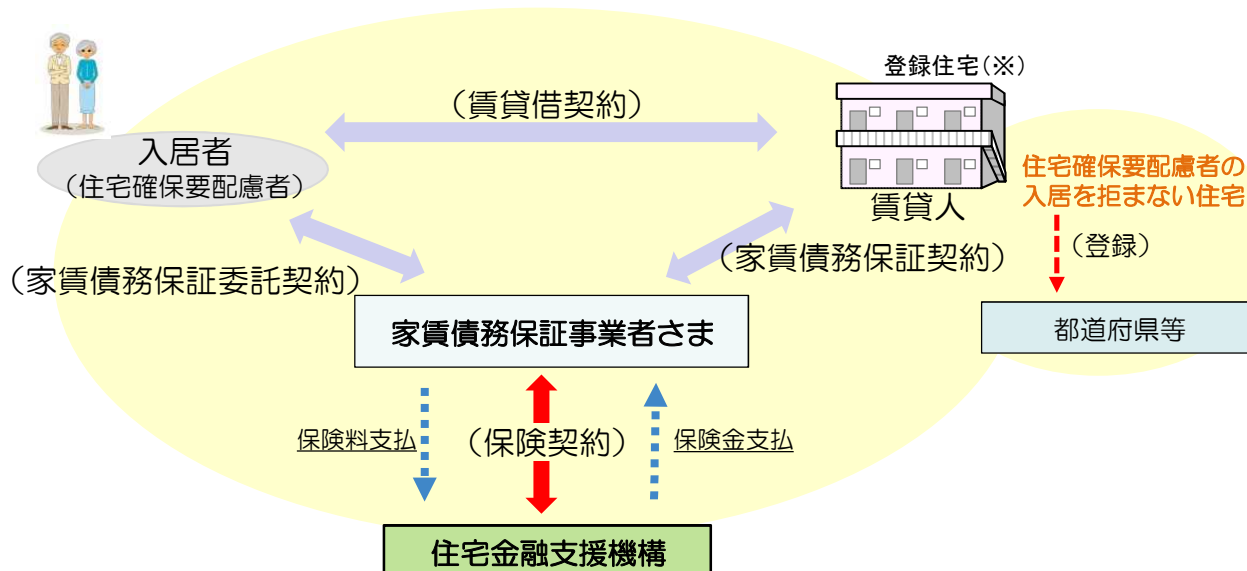 登録住宅(※)
(賃貸借契約)
入居者
(住宅確保要配慮者)
賃貸人
住宅確保要配慮者の
入居を拒まない住宅
(登録)
(家賃債務保証委託契約)
(家賃債務保証契約)
家賃債務保証事業者さま
都道府県等
保険料支払
(保険契約)
保険金支払
住宅金融支援機構